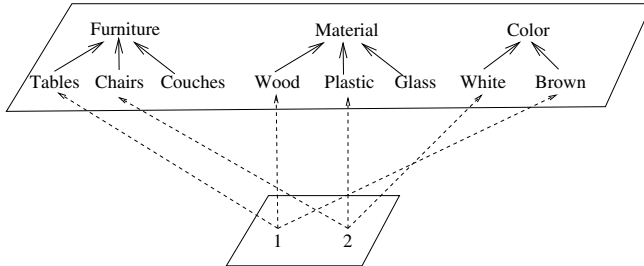 Furniture Material Color
Tables Chairs Couches Wood Plastic Glass White Brown
1 2